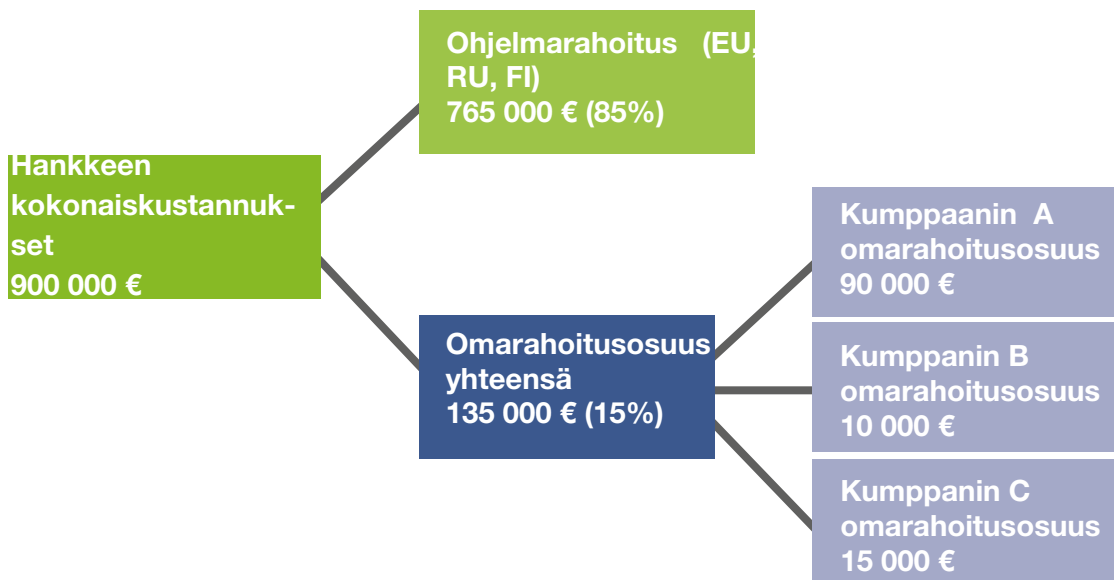 Ohjelmarahoitus (EU,
RU, FI)
765 000 € (85%)
Hankkeen
kokonaiskustannuk-
set
900 000 €
Omarahoitusosuus
yhteensä
135 000 € (15%)
Kumppaanin A
omarahoitusosuus
90 000 €
Kumppanin B
omarahoitusosuus
10 000 €
Kumppanin C
omarahoitusosuus
15 000 €